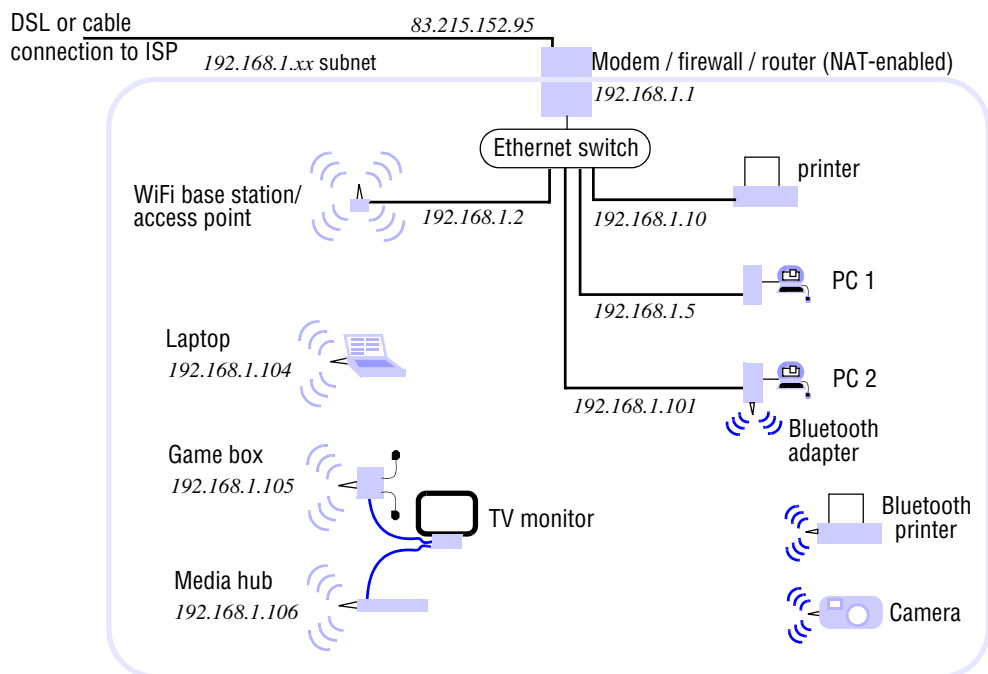 DSL or cable
connection to ISP
83.215.152.95
192.168.1.xx subnet
Modem / firewall / router (NAT-enabled)
192.168.1.1
Ethernet switch
printer
WiFi base station/
access point
192.168.1.2
192.168.1.10
PC 1
192.168.1.5
Laptop
192.168.1.104
PC 2
192.168.1.101
Bluetooth
adapter
Game box
192.168.1.105
TV monitor
Bluetooth
printer
Media hub
192.168.1.106
Camera